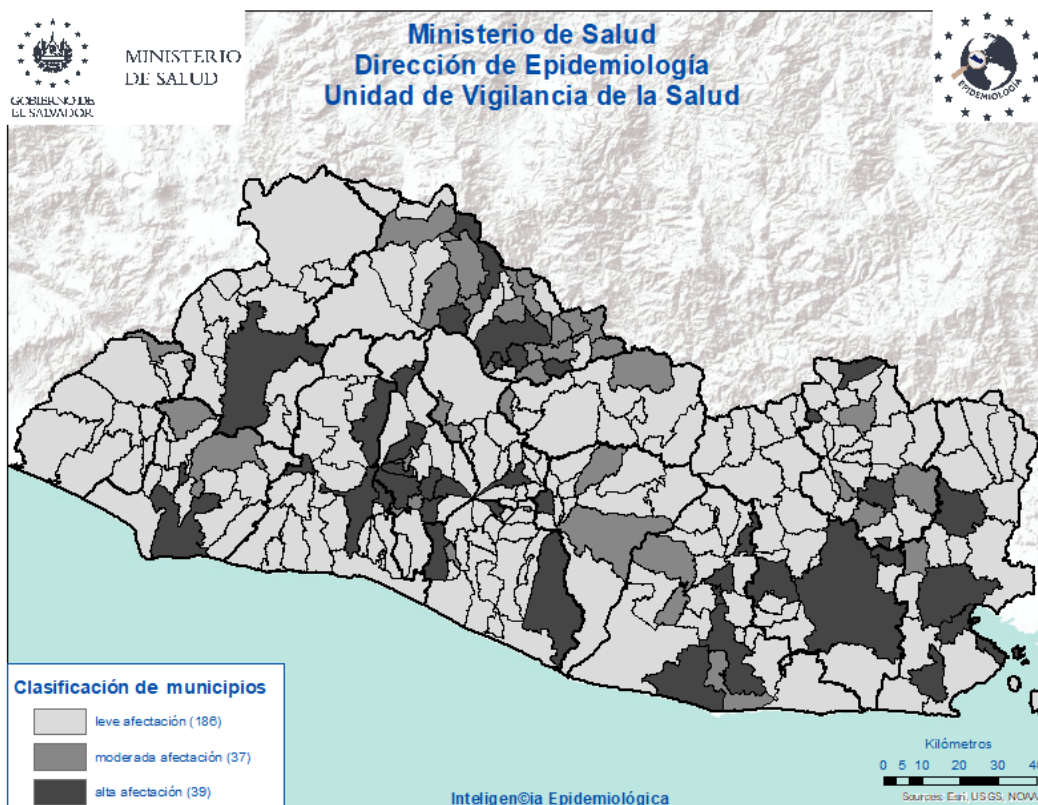 Ministerio de Salud
Dirección de Epidemiología
Unidad de Vigilancia de la Salud
MINISTERIO
DE SALUD
GOBIERNO DE
EL SALVADOR
EPIDEMIOLOGÍA
Clasificación de municipios
leve afectación (186)
moderada afectación (37)
alta afectación (39)
Inteligen©ia Epidemiológica
Kilómetros
0 5 10 20 30 40
Sources: Esri, USGS, NOAA